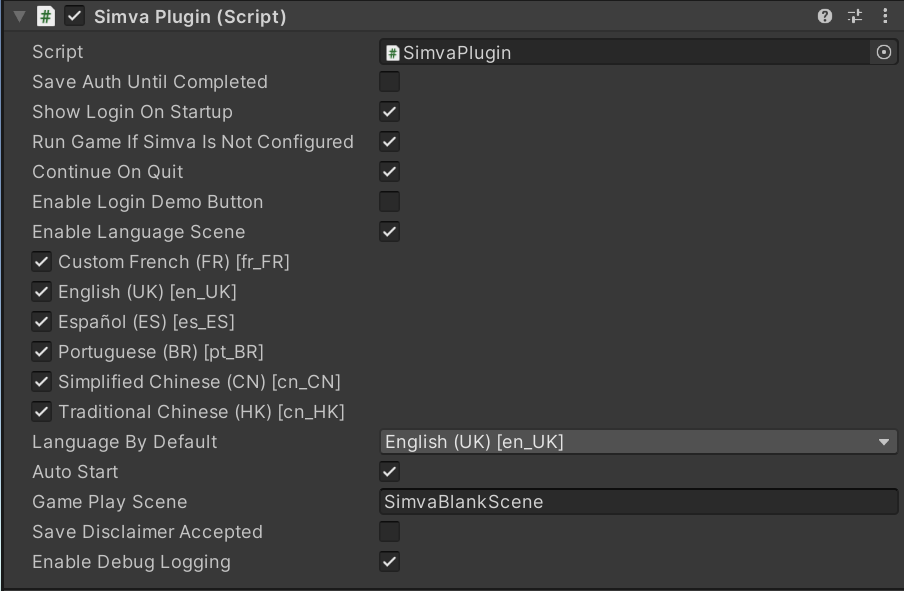 Simva Plugin (Script)
Script
# SimvaPlugin
Save Auth Until Completed
Show Login On Startup
Run Game If Simva Is Not Configured
Continue On Quit
Enable Login Demo Button
Enable Language Scene
Custom French (FR) [fr_FR]
English (UK) [en_UK]
Español (ES) [es_ES]
Portuguese (BR) [pt_BR]
Simplified Chinese (CN) [cn_CN]
Traditional Chinese (HK) [cn_HK]
Language By Default English (UK) [en_UK]
Auto Start
Game Play Scene SimvaBlankScene
Save Disclaimer Accepted
Enable Debug Logging